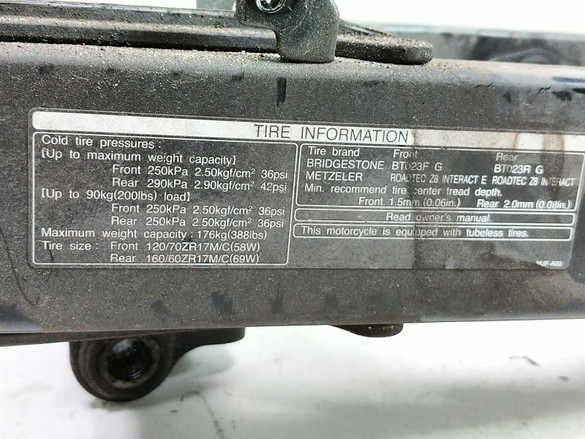 TIRE INFORMATION
Cold tire pressures :
[Up to maximum weight capacity]
Front 250kPa 2.50kgf/cm² 36psi
Rear 290kPa 2.90kgf/cm² 42psi
[Up to 90kg(200lbs) load]
Front 250kPa 2.50kgf/cm² 36psi
Rear 250kPa 2.50kgf/cm² 36psi
Maximum weight capacity : 176kg(388lbs)
Tire size : Front 120/70ZR17M/C(58W)
Rear 160/60ZR17M/C(69W)
Tire brand Front Rear
BRIDGESTONE BT023F G BT023R G
METZELER ROADTEC Z8 INTERACT E ROADTEC Z8 INTERACT
Min. recommend tire center tread depth.
Front 1.5mm(0.06in.) Rear 2.0mm(0.08in.)
Read owner's manual
This motorcycle is equipped with tubeless tires.